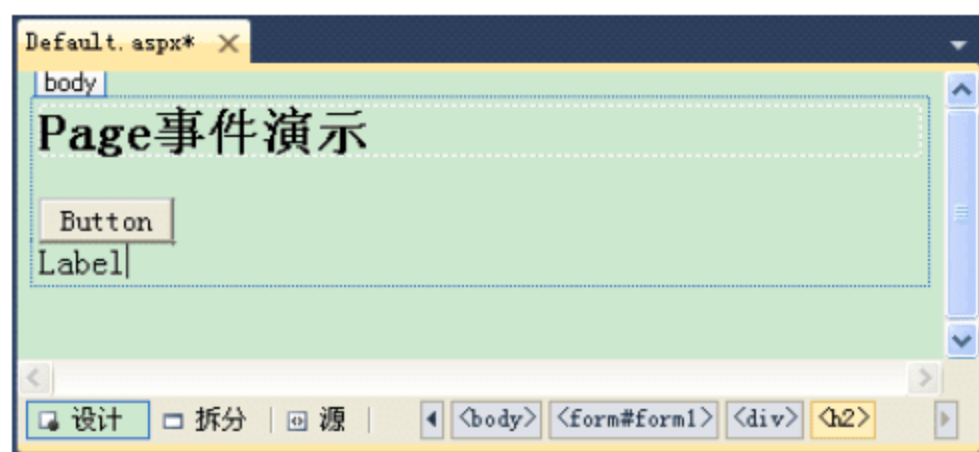 Default.aspx*
body
Page事件演示
Button
Label
设计 拆分 源 <body> <form#form1> <div> <h2>